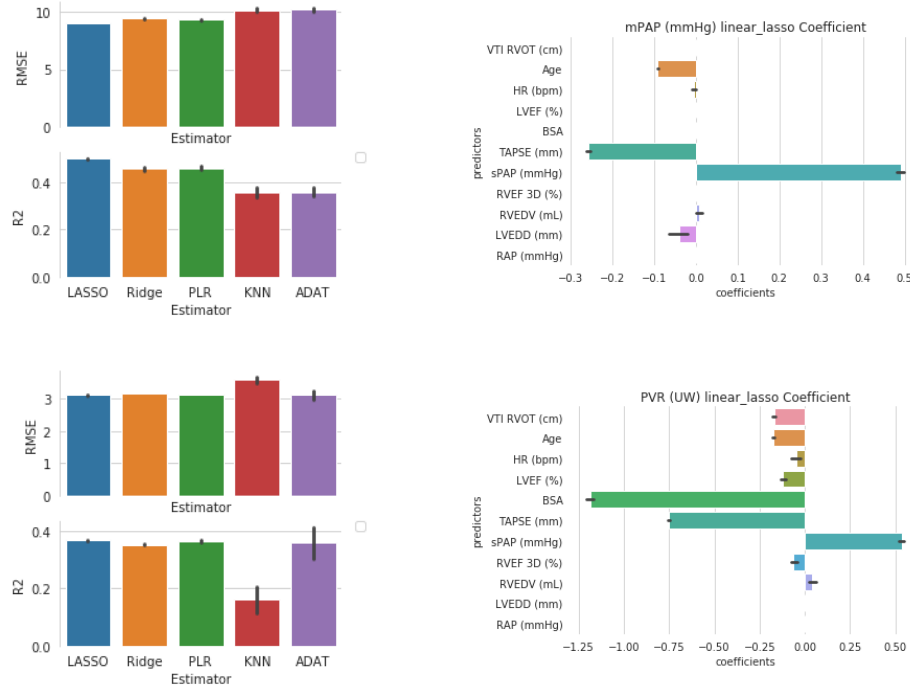 10
5
0
RMSE
Estimator
0.4
0.2
0.0
R2
LASSO Ridge PLR KNN ADAT
Estimator
mPAP (mmHg) linear_lasso Coefficient
predictors
VTI RVOT (cm)
Age
HR (bpm)
LVEF (%)
BSA
TAPSE (mm)
sPAP (mmHg)
RVEF 3D (%)
RVEDV (mL)
LVEDD (mm)
RAP (mmHg)
−0.3 −0.2 −0.1 0.0 0.1 0.2 0.3 0.4 0.5
coefficients
3
2
1
0
RMSE
Estimator
0.4
0.2
0.0
R2
LASSO Ridge PLR KNN ADAT
Estimator
PVR (UW) linear_lasso Coefficient
predictors
VTI RVOT (cm)
Age
HR (bpm)
LVEF (%)
BSA
TAPSE (mm)
sPAP (mmHg)
RVEF 3D (%)
RVEDV (mL)
LVEDD (mm)
RAP (mmHg)
−1.25 −1.00 −0.75 −0.50 −0.25 0.00 0.25 0.50
coefficients